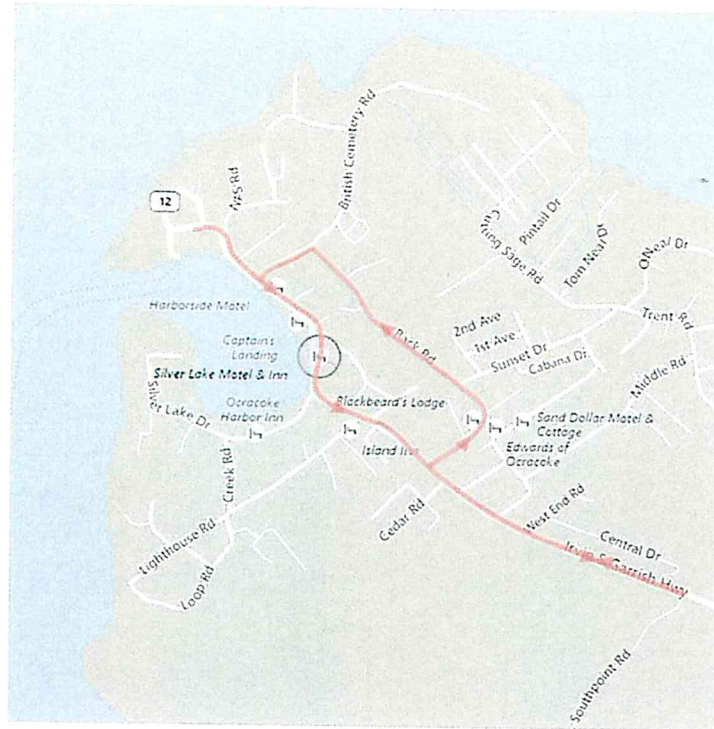 British Cemetery Rd
NPS Rd
12
Pintail Dr
Cutting Sage Rd
Tom Neal Dr
ONeal Dr
Harborside Motel
2nd Ave
1st Ave
Trent Rd
Back Rd
Captain's
Landing
Sunset Dr
Cabana Dr
Middle Rd
Silver Lake Motel & Inn
Silver Lake Dr
Ocracoke
Harbor Inn
Blackbeard's Lodge
Sand Dollar Motel &
Cottage
Island Inn
Edwards of
Ocracoke
Creek Rd
Cedar Rd
West End Rd
Lighthouse Rd
Central Dr
Irvin S Garrish Hwy
Loop Rd
Southpoint Rd